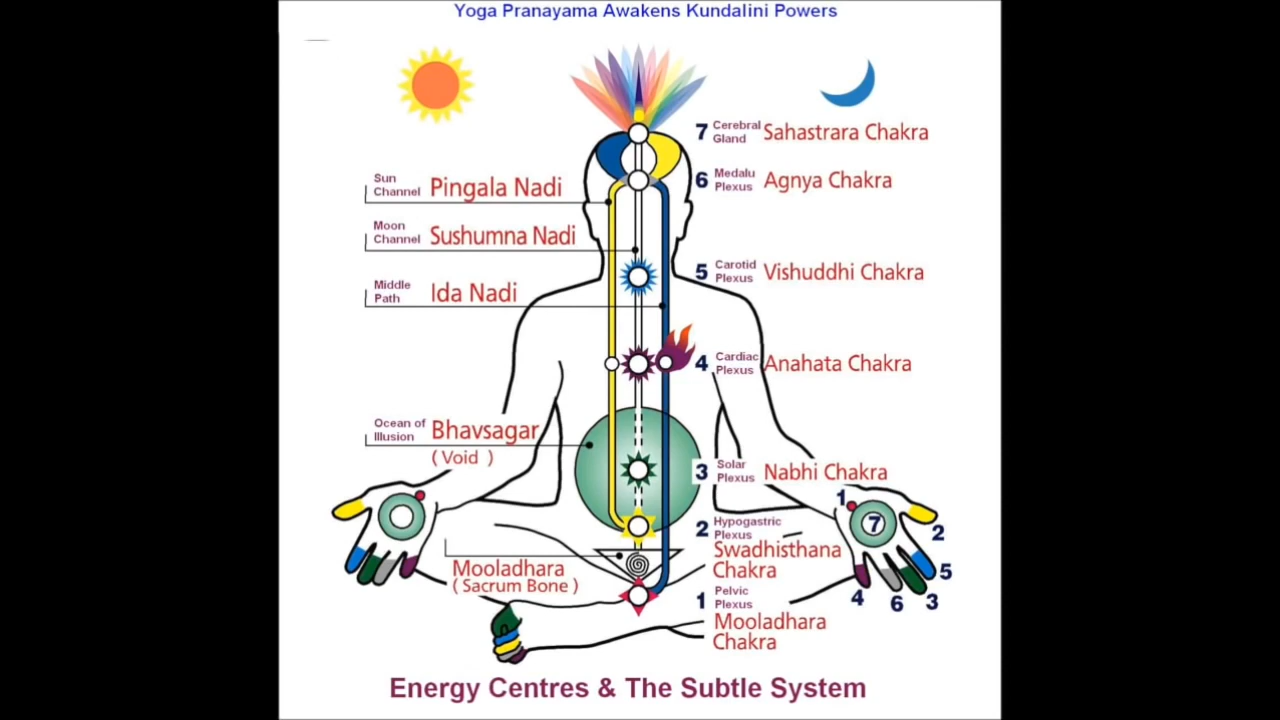 Yoga Pranayama Awakens Kundalini Powers
7 Cerebral
Gland
Sahastrara Chakra
Sun
Channel
Pingala Nadi
6 Medalu
Plexus
Agnya Chakra
Moon
Channel
Sushumna Nadi
5 Carotid
Plexus
Vishuddhi Chakra
Middle
Path
Ida Nadi
4 Cardiac
Plexus
Anahata Chakra
Ocean of
Illusion
Bhavsagar
( Void )
3 Solar
Plexus
Nabhi Chakra
1
7
2
5
3
6
4
2 Hypogastric
Plexus
Swadhisthana
Chakra
Mooladhara
( Sacrum Bone )
1 Pelvic
Plexus
Mooladhara
Chakra
Energy Centres & The Subtle System